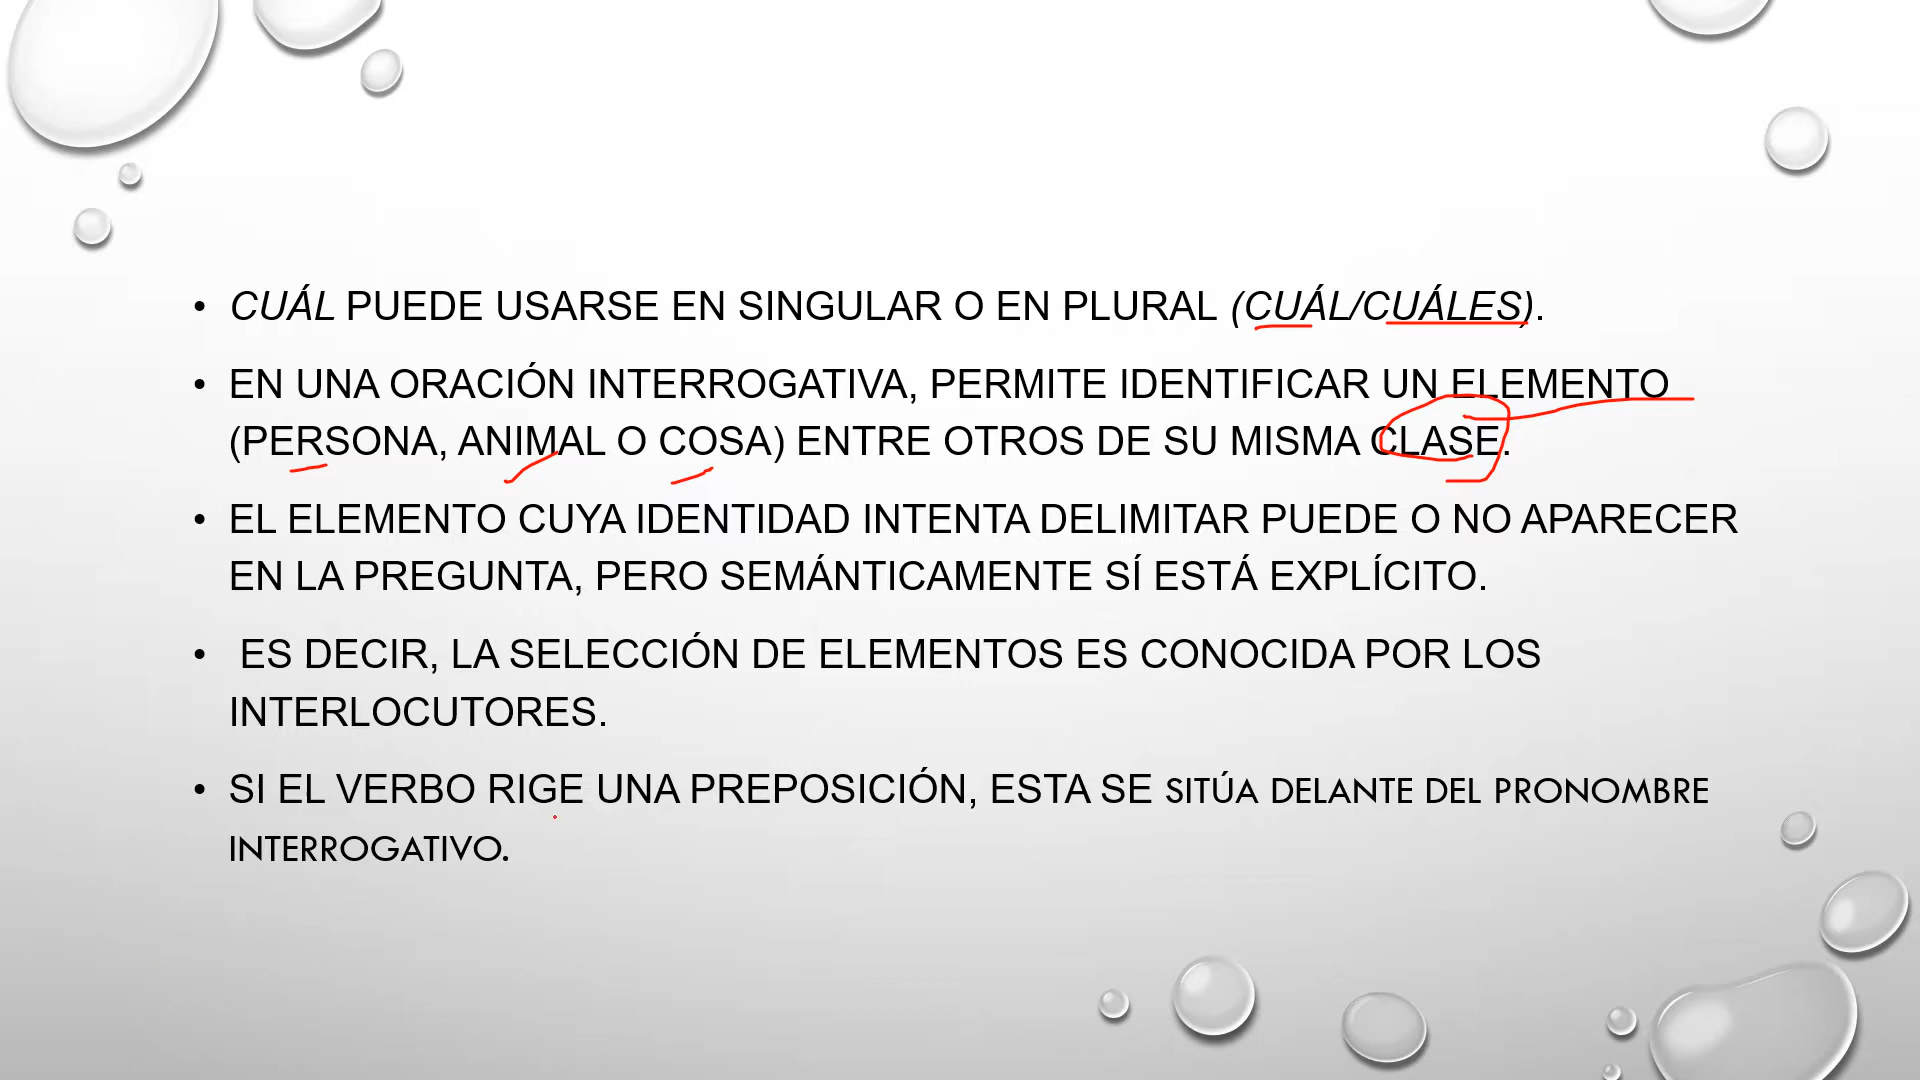 • CUÁL PUEDE USARSE EN SINGULAR O EN PLURAL (CUÁL/CUÁLES).
• EN UNA ORACIÓN INTERROGATIVA, PERMITE IDENTIFICAR UN ELEMENTO
(PERSONA, ANIMAL O COSA) ENTRE OTROS DE SU MISMA CLASE.
• EL ELEMENTO CUYA IDENTIDAD INTENTA DELIMITAR PUEDE O NO APARECER
EN LA PREGUNTA, PERO SEMÁNTICAMENTE SÍ ESTÁ EXPLÍCITO.
• ES DECIR, LA SELECCIÓN DE ELEMENTOS ES CONOCIDA POR LOS
INTERLOCUTORES.
• SI EL VERBO RIGE UNA PREPOSICIÓN, ESTA SE SITÚA DELANTE DEL PRONOMBRE
INTERROGATIVO.